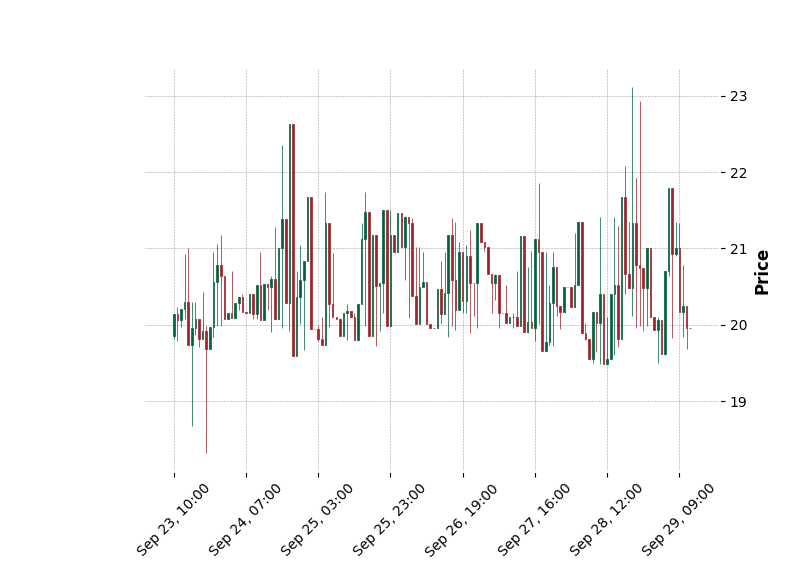 23
22
21
20
19
Price
Sep 23, 10:00
Sep 24, 07:00
Sep 25, 03:00
Sep 25, 23:00
Sep 26, 19:00
Sep 27, 16:00
Sep 28, 12:00
Sep 29, 09:00